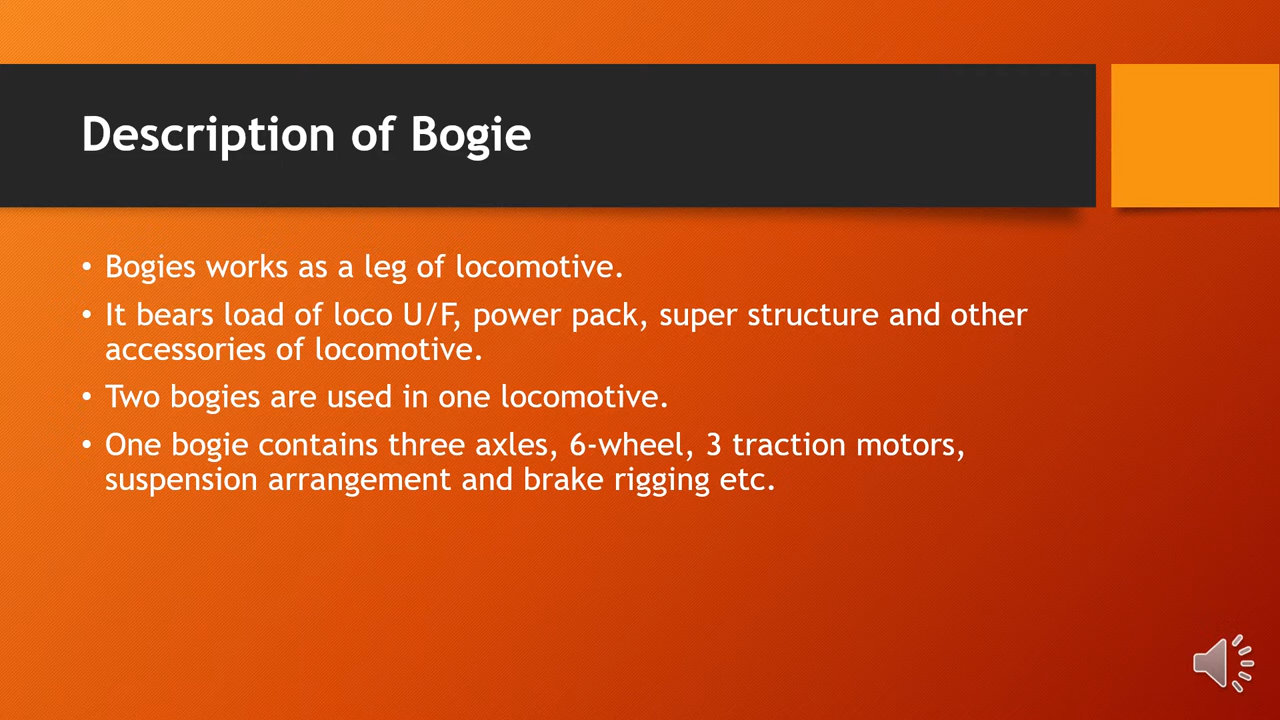 Description of Bogie
• Bogies works as a leg of locomotive.
• It bears load of loco U/F, power pack, super structure and other
accessories of locomotive.
• Two bogies are used in one locomotive.
• One bogie contains three axles, 6-wheel, 3 traction motors,
suspension arrangement and brake rigging etc.